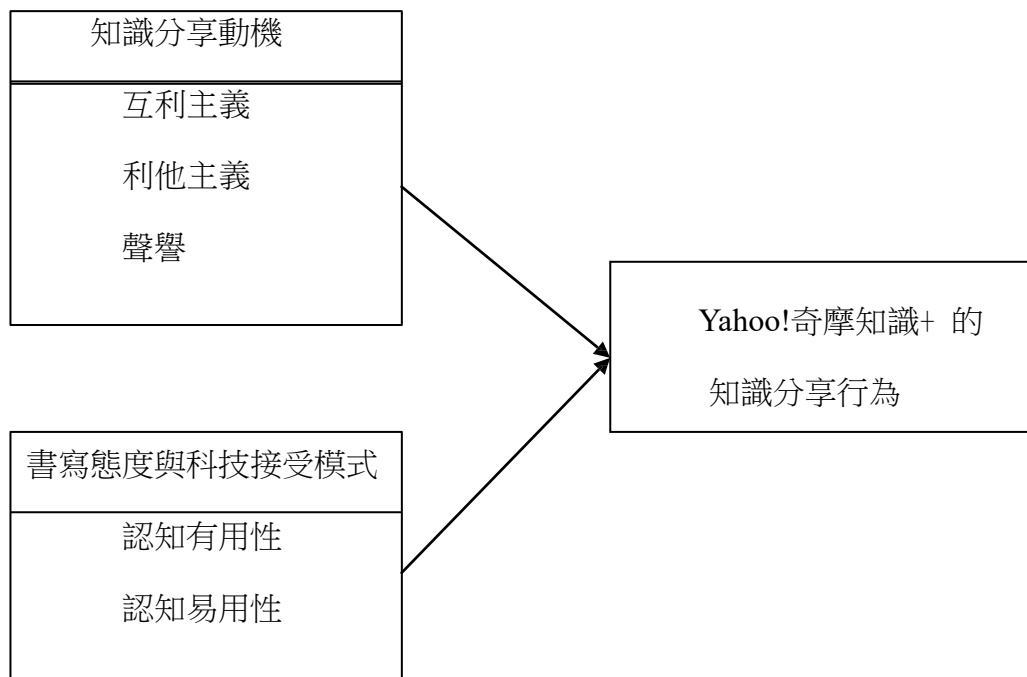 知識分享動機
互利主義
利他主義
聲譽
Yahoo!奇摩知識+ 的
知識分享行為
書寫態度與科技接受模式
認知有用性
認知易用性